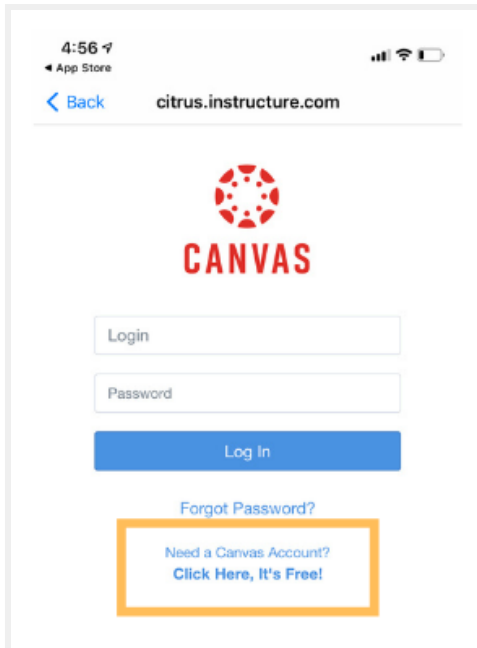 4:56
◀ App Store
Back citrus.instructure.com
CANVAS
Login
Password
Log In
Forgot Password?
Need a Canvas Account?
Click Here, It's Free!